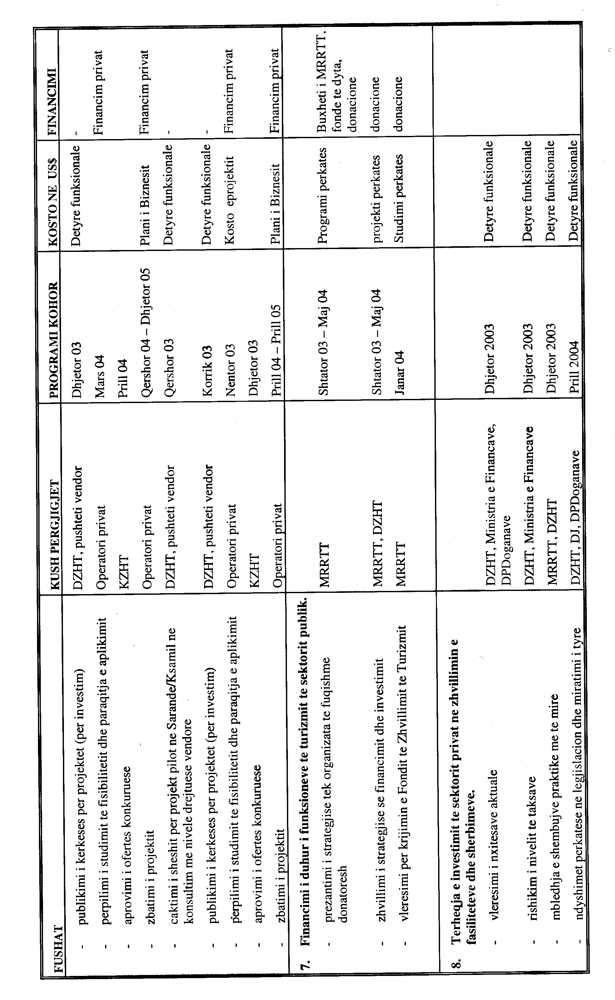 FUSHAT KUSH PERGJIGJET PROGRAMI KOHOR KOSTO NE US$ FINANCIMI
- publikimi i kerkeses per projektet (per investim) DZHT, pushteti vendor Dhjetor 03 Detyre funksionale -
- perpilimi i studimit te fisibilitetit dhe paraqitja e aplikimit Operatori privat Mars 04 Financim privat
- aprovimi i ofertes konkuruese KZHT Prill 04
- zbatimi i projektit Operatori privat Qershor 04 – Dhjetor 05 Plani i Biznesit Financim privat
- caktimi i sheshit per projekt pilot ne Sarande/Ksamil ne DZHT, pushteti vendor Qershor 03 Detyre funksionale -
konsultim me nivele drejtuese vendore
- publikimi i kerkeses per projektet (per investim) DZHT, pushteti vendor Korrik 03 Detyre funksionale -
- perpilimi i studimit te fisibilitetit dhe paraqitja e aplikimit Operatori privat Nentor 03 Kosto eprojektit Financim privat
- aprovimi i ofertes konkuruese KZHT Dhjetor 03
- zbatimi i projektit Operatori privat Prill 04 – Prill 05 Plani i Biznesit Financim privat
7. Financimi i duhur i funksioneve te turizmit te sektorit publik.
- prezantimi i strategjise tek organizata te fuqishme MRRTT Shtator 03 – Maj 04 Programi perkates Buxheti i MRRTT,
donatoresh fonde te dyta,
donacione
- zhvillimi i strategjise se financimit dhe investimit MRRTT, DZHT Shtator 03 – Maj 04 projekti perkates donacione
- vleresimi per krijimin e Fondit te Zhvillimit te Turizmit MRRTT Janar 04 Studimi perkates donacione
8. Terheqja e investimit te sektorit privat ne zhvillimin e
fasiliteteve dhe sherbimeve.
- vleresimi i nxitesave aktuale DZHT, Ministria e Financave, Dhjetor 2003 Detyre funksionale
DPDoganave
- rishikim i nivelit te taksave DZHT, Ministria e Financave Dhjetor 2003 Detyre funksionale
- mbledhja e shembujve praktike me te mire MRRTT, DZHT Dhjetor 2003 Detyre funksionale
- ndyshimet perkatese ne legjislacion dhe miratimi i tyre DZHT, DJ, DPDoganave Prill 2004 Detyre funksionale